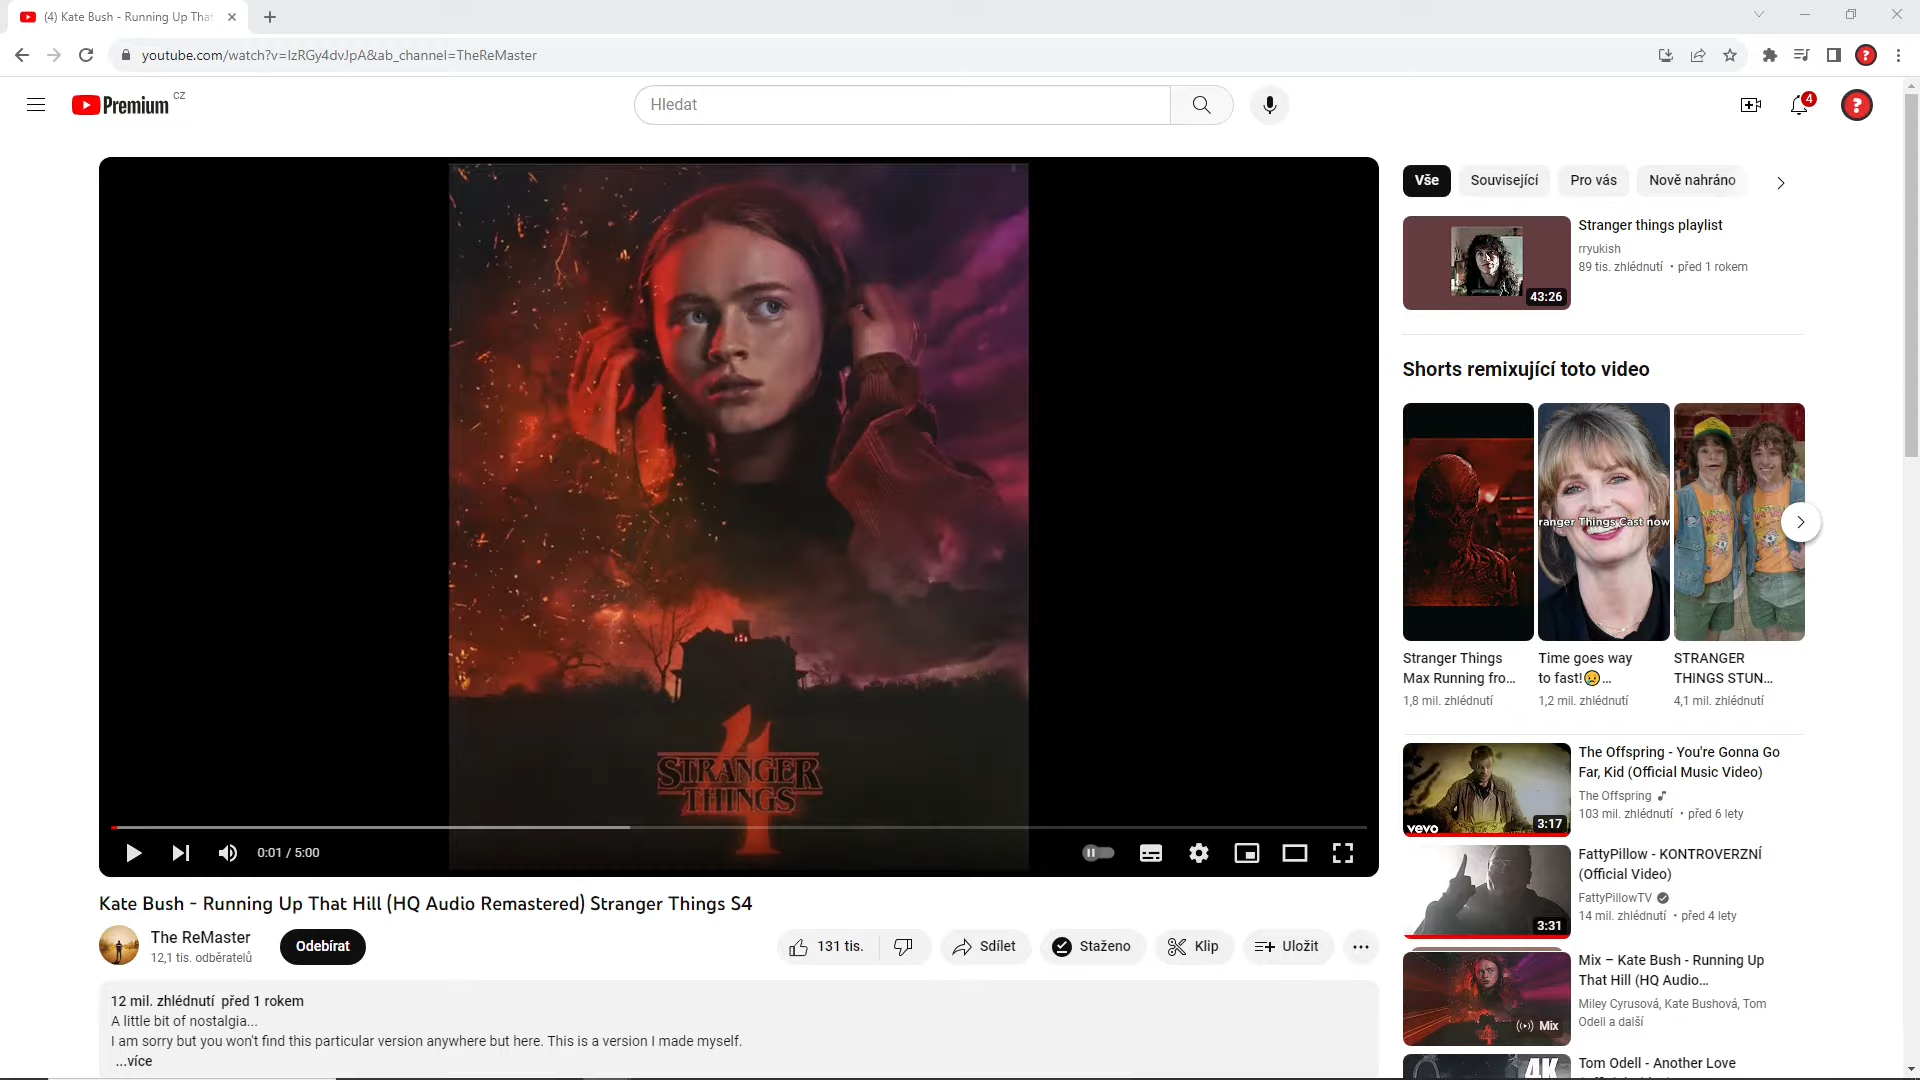 (4) Kate Bush - Running Up That
youtube.com/watch?v=IzRGy4dvJpA&ab_channel=TheReMaster
Premium CZ
Hledat
4
STRANGER
THINGS
4
0:01 / 5:00
Kate Bush - Running Up That Hill (HQ Audio Remastered) Stranger Things S4
The ReMaster
12,1 tis. odběratelů
Odebírat
131 tis.
Sdílet
Staženo
Klip
Uložit
12 mil. zhlédnutí před 1 rokem
A little bit of nostalgia...
I am sorry but you won't find this particular version anywhere but here. This is a version I made myself.
...více
Vše
Související
Pro vás
Nově nahráno
43:26
Stranger things playlist
rryukish
89 tis. zhlédnutí • před 1 rokem
Shorts remixující toto video
ranger Things Cast now
Stranger Things
Max Running fro...
1,8 mil. zhlédnutí
Time goes way
to fast!😥...
1,2 mil. zhlédnutí
STRANGER
THINGS STUN...
4,1 mil. zhlédnutí
vevo
3:17
The Offspring - You're Gonna Go
Far, Kid (Official Music Video)
The Offspring
103 mil. zhlédnutí • před 6 lety
3:31
FattyPillow - KONTROVERZNÍ
(Official Video)
FattyPillowTV
14 mil. zhlédnutí • před 4 lety
Mix
Mix – Kate Bush - Running Up
That Hill (HQ Audio...
Miley Cyrusová, Kate Bushová, Tom
Odell a další
4K
Tom Odell - Another Love